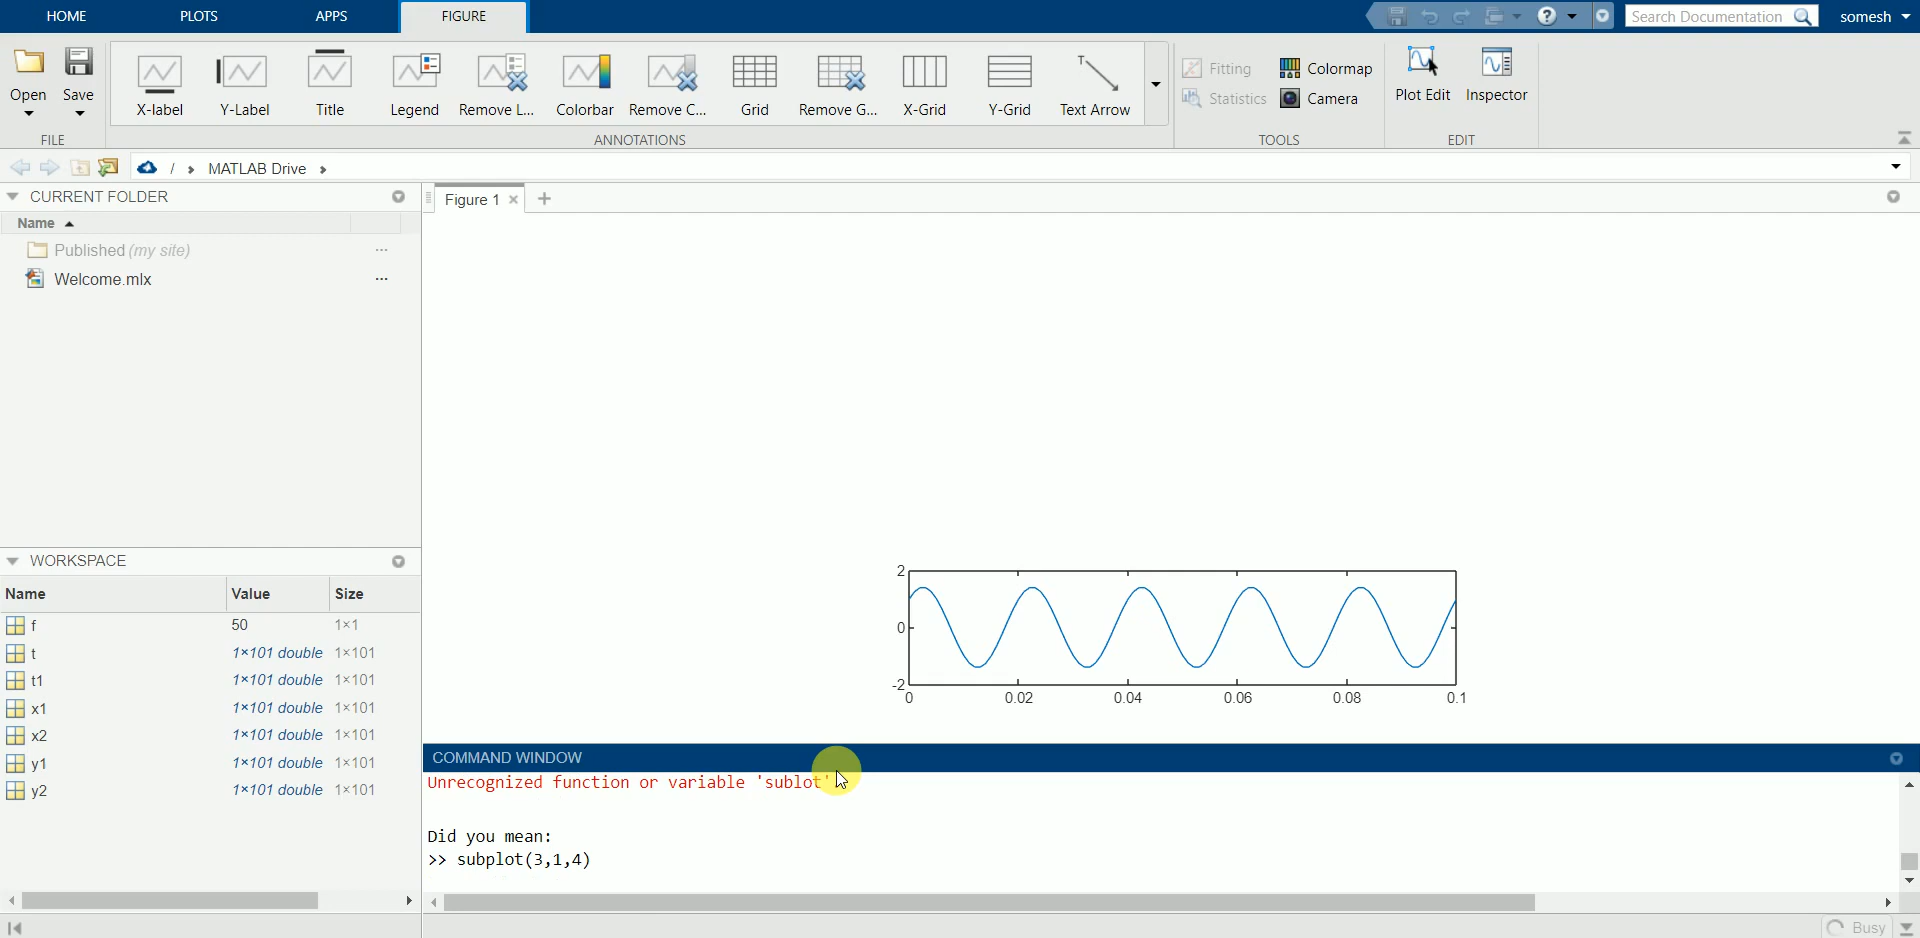 HOME PLOTS APPS FIGURE Search Documentation somesh
Open Save X-label Y-Label Title Legend Remove L... Colorbar Remove C... Grid Remove G... X-Grid Y-Grid Text Arrow Fitting Colormap Statistics Camera Plot Edit Inspector
FILE ANNOTATIONS TOOLS EDIT
/ MATLAB Drive
CURRENT FOLDER
Figure 1
Name
Published (my site)
Welcome.mlx
WORKSPACE
Name Value Size
f 50 1×1
t 1×101 double 1×101
t1 1×101 double 1×101
x1 1×101 double 1×101
x2 1×101 double 1×101
y1 1×101 double 1×101
y2 1×101 double 1×101
2
0
-2
0 0.02 0.04 0.06 0.08 0.1
COMMAND WINDOW
Unrecognized function or variable 'sublot'
Did you mean:
>> subplot(3,1,4)
Busy